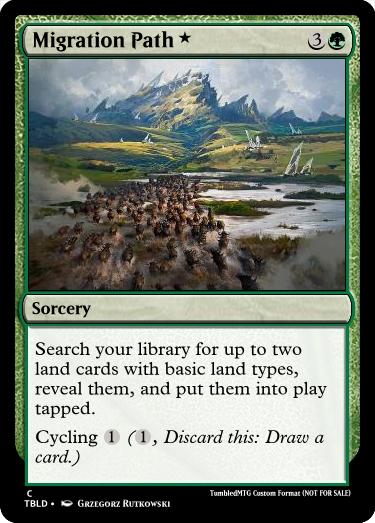 Migration Path ★ 3
Sorcery
Search your library for up to two
land cards with basic land types,
reveal them, and put them into play
tapped.
Cycling 1 (1, Discard this: Draw a
card.)
C
TBLD • Grzegorz Rutkowski
TumbledMTG Custom Format (NOT FOR SALE)